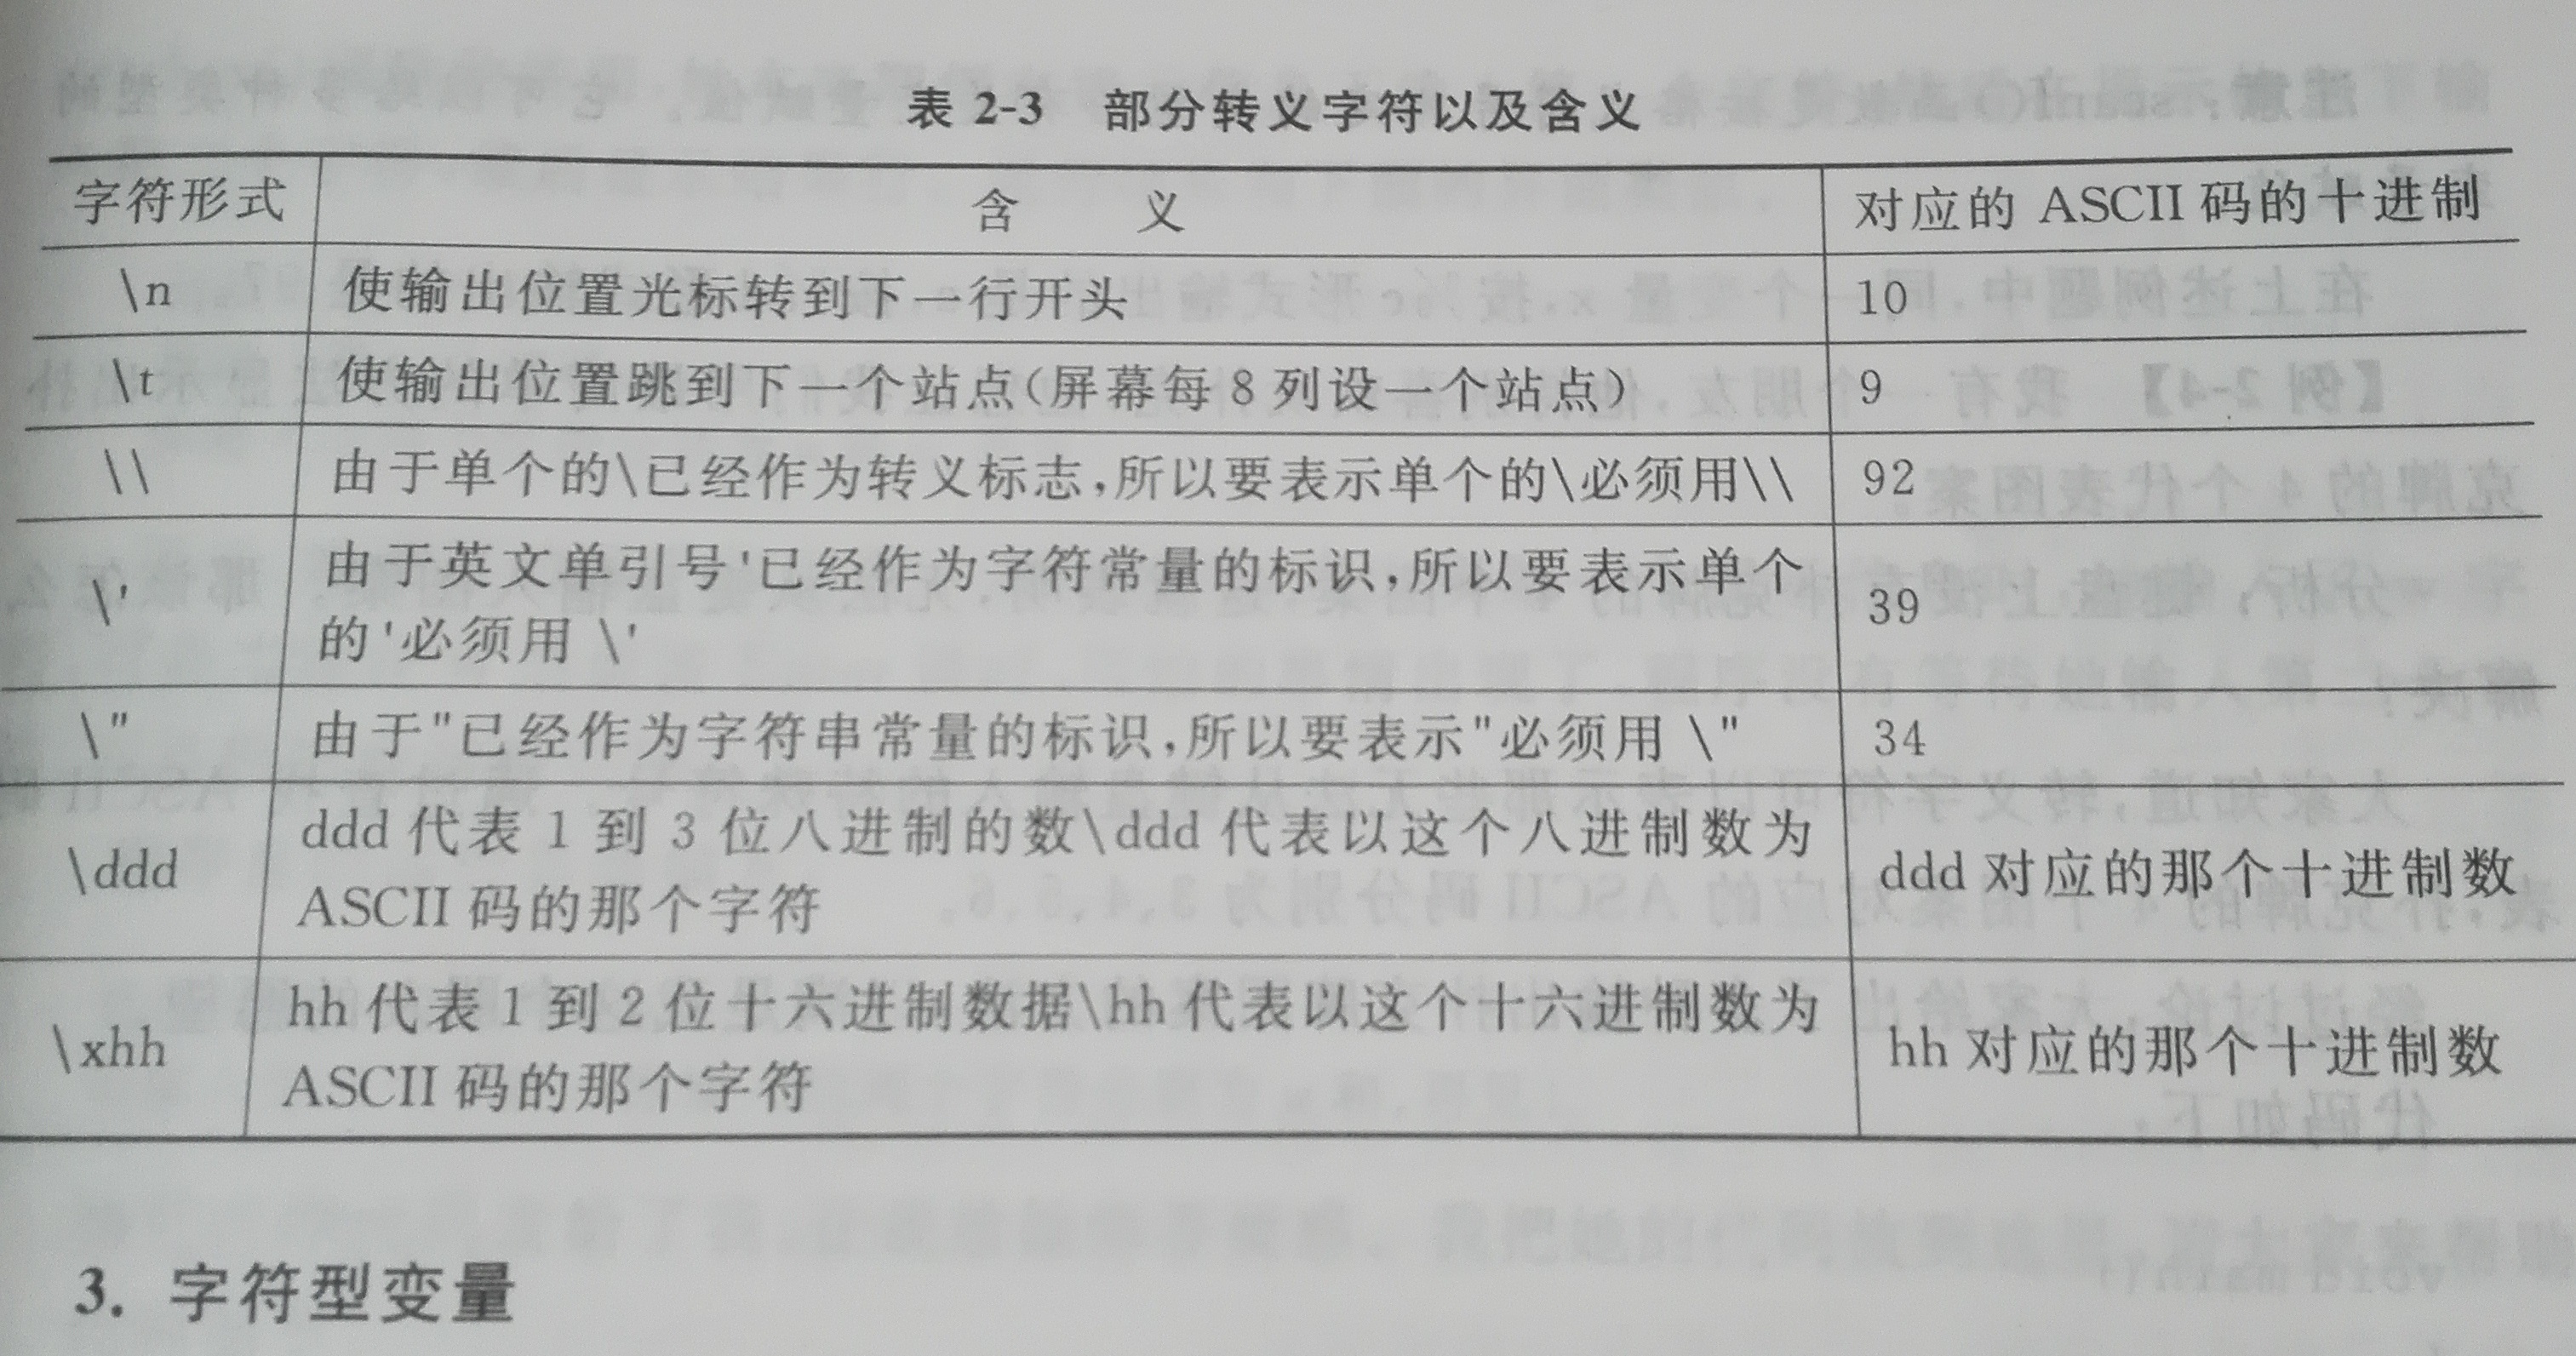 表 2-3 部分转义字符以及含义
字符形式 含 义 对应的 ASCII 码的十进制
\n 使输出位置光标转到下一行开头 10
\t 使输出位置跳到下一个站点(屏幕每 8 列设一个站点) 9
\\ 由于单个的\已经作为转义标志,所以要表示单个的\必须用\\ 92
\' 由于英文单引号'已经作为字符常量的标识,所以要表示单个
的'必须用 \' 39
\" 由于"已经作为字符串常量的标识,所以要表示"必须用 \" 34
\ddd ddd 代表 1 到 3 位八进制的数\ddd 代表以这个八进制数为
ASCII 码的那个字符 ddd 对应的那个十进制数
\xhh hh 代表 1 到 2 位十六进制数据\hh 代表以这个十六进制数为
ASCII 码的那个字符 hh 对应的那个十进制数
3. 字符型变量